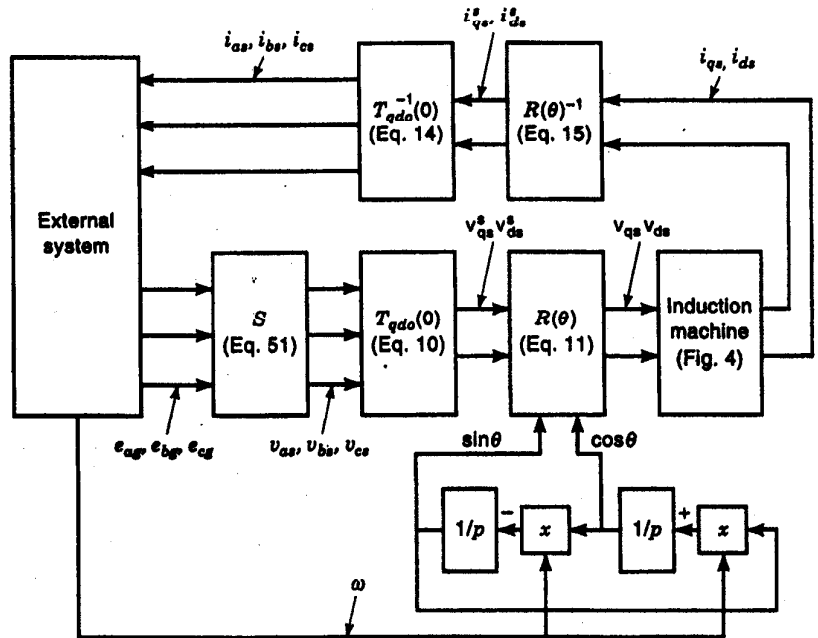 i^s_qs, i^s_ds
i_as, i_bs, i_cs
i_qs, i_ds
T^-1_qdo(0)
(Eq. 14)
R(θ)^-1
(Eq. 15)
External
system
v^s_qs v^s_ds
v_qs v_ds
S
(Eq. 51)
T_qdo(0)
(Eq. 10)
R(θ)
(Eq. 11)
Induction
machine
(Fig. 4)
e_ag, e_bg, e_cg
v_as, v_bs, v_cs
sinθ
cosθ
1/p
−
x
1/p
+
x
ω